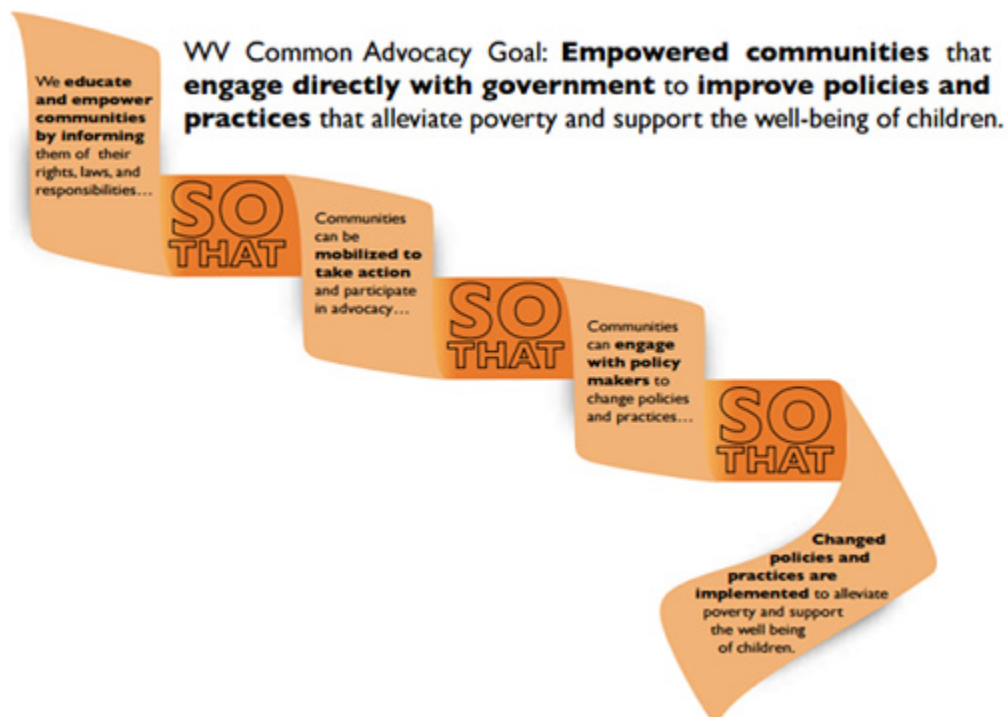 WV Common Advocacy Goal: Empowered communities that
engage directly with government to improve policies and
practices that alleviate poverty and support the well-being of children.
We educate
and empower
communities
by informing
them of their
rights, laws, and
responsibilities…
SO
THAT
Communities
can be
mobilized to
take action
and participate
in advocacy…
SO
THAT
Communities
can engage
with policy
makers to
change policies
and practices…
SO
THAT
Changed
policies and
practices are
implemented to alleviate
poverty and support
the well being
of children.